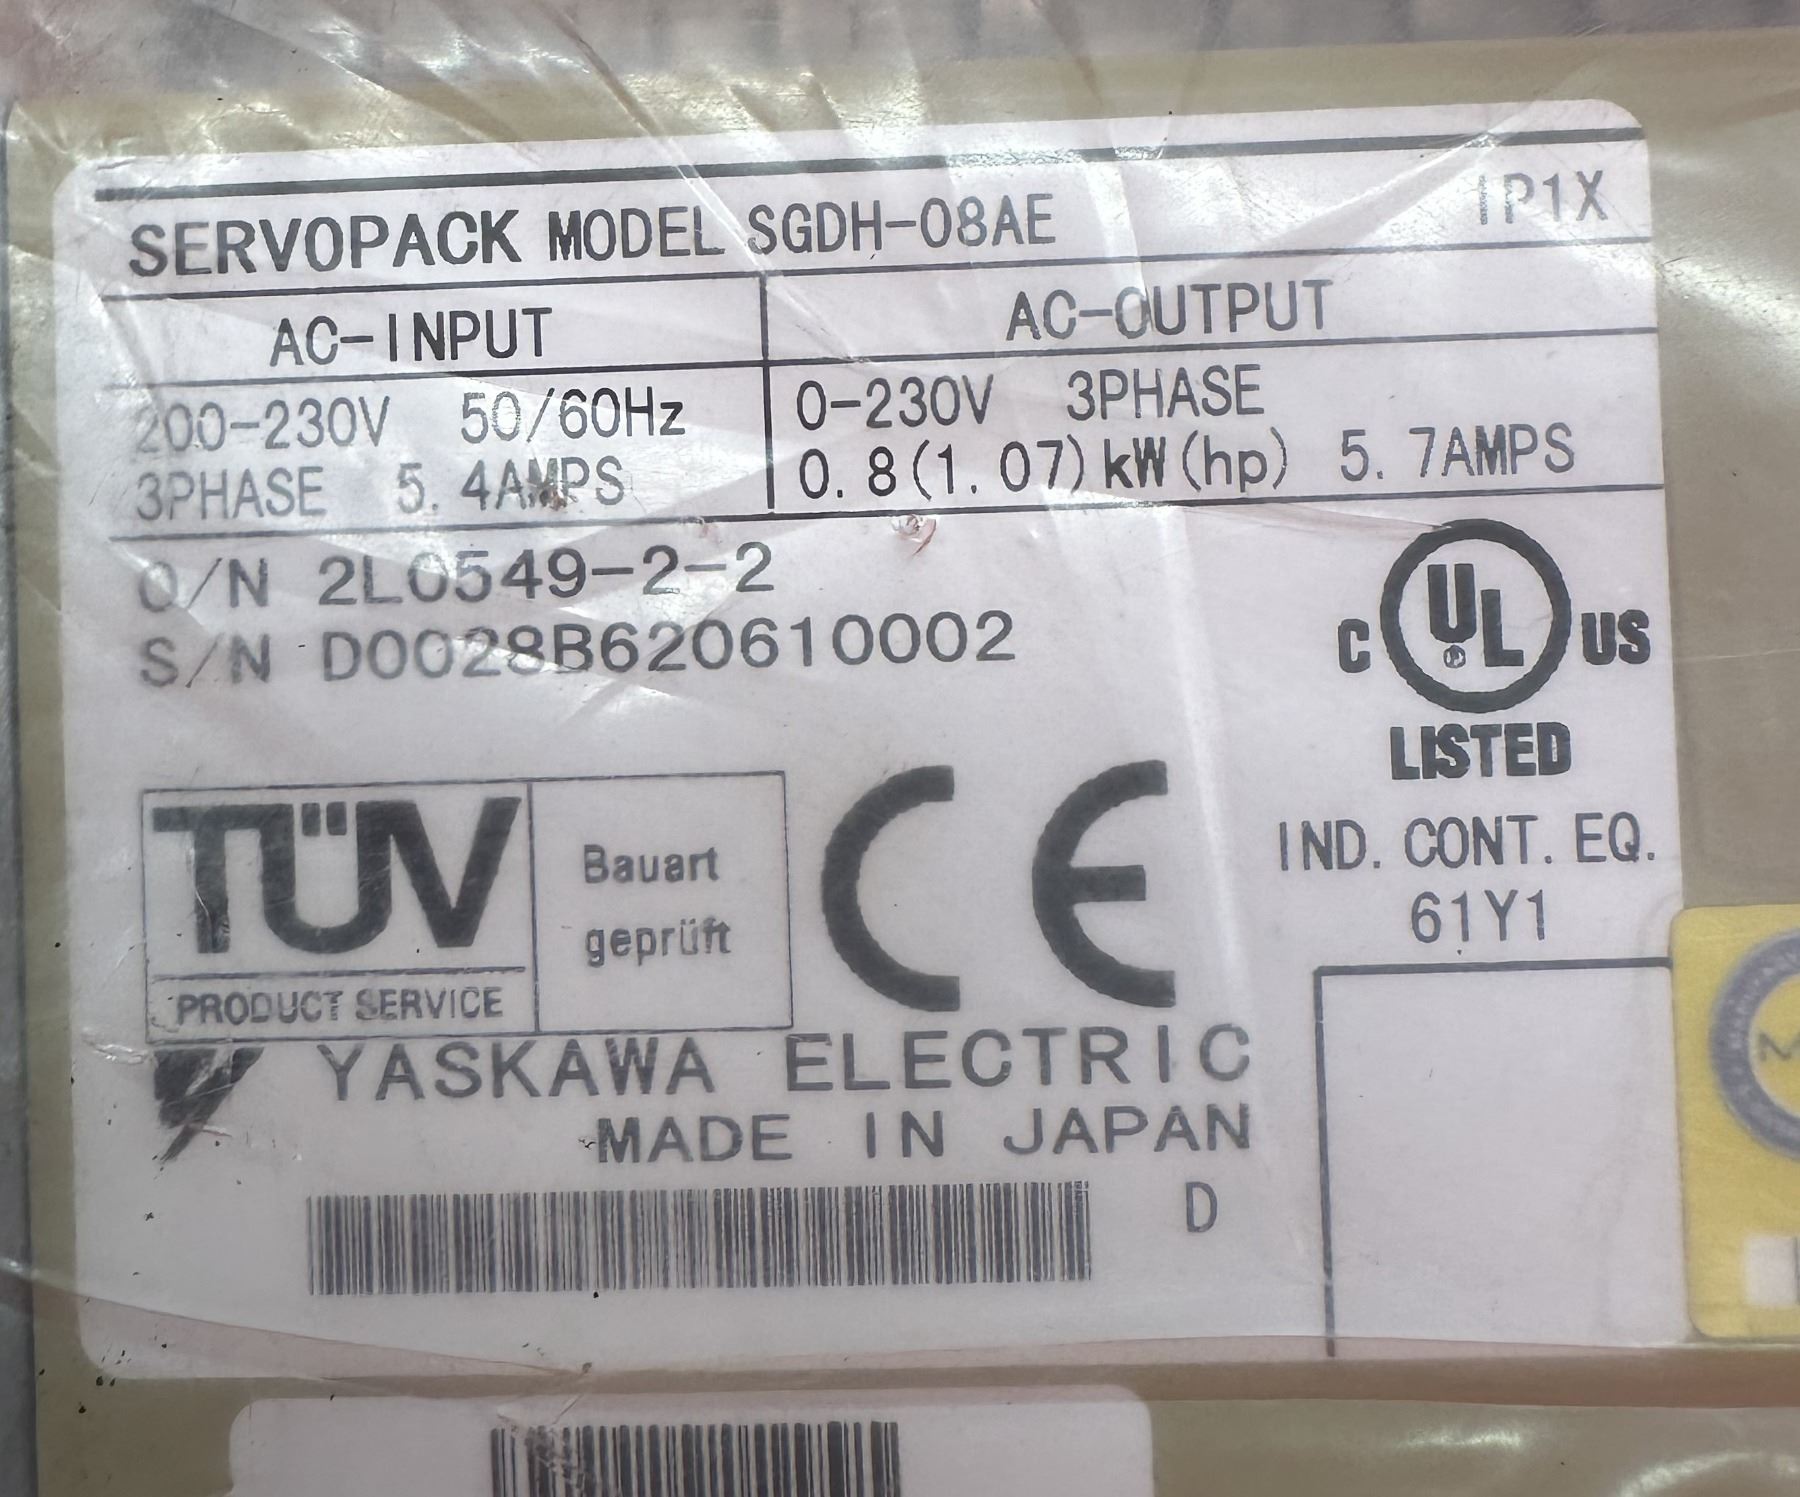 SERVOPACK MODEL SGDH-08AE IP1X
AC-INPUT AC-OUTPUT
200-230V 50/60Hz 0-230V 3PHASE
3PHASE 5.4AMPS 0.8(1.07)kW(hp) 5.7AMPS
O/N 2L0549-2-2
S/N D0028B620610002
C UL US
LISTED
IND. CONT. EQ.
61Y1
TÜV Bauart
geprüft
PRODUCT SERVICE
CE
YASKAWA ELECTRIC
MADE IN JAPAN
D